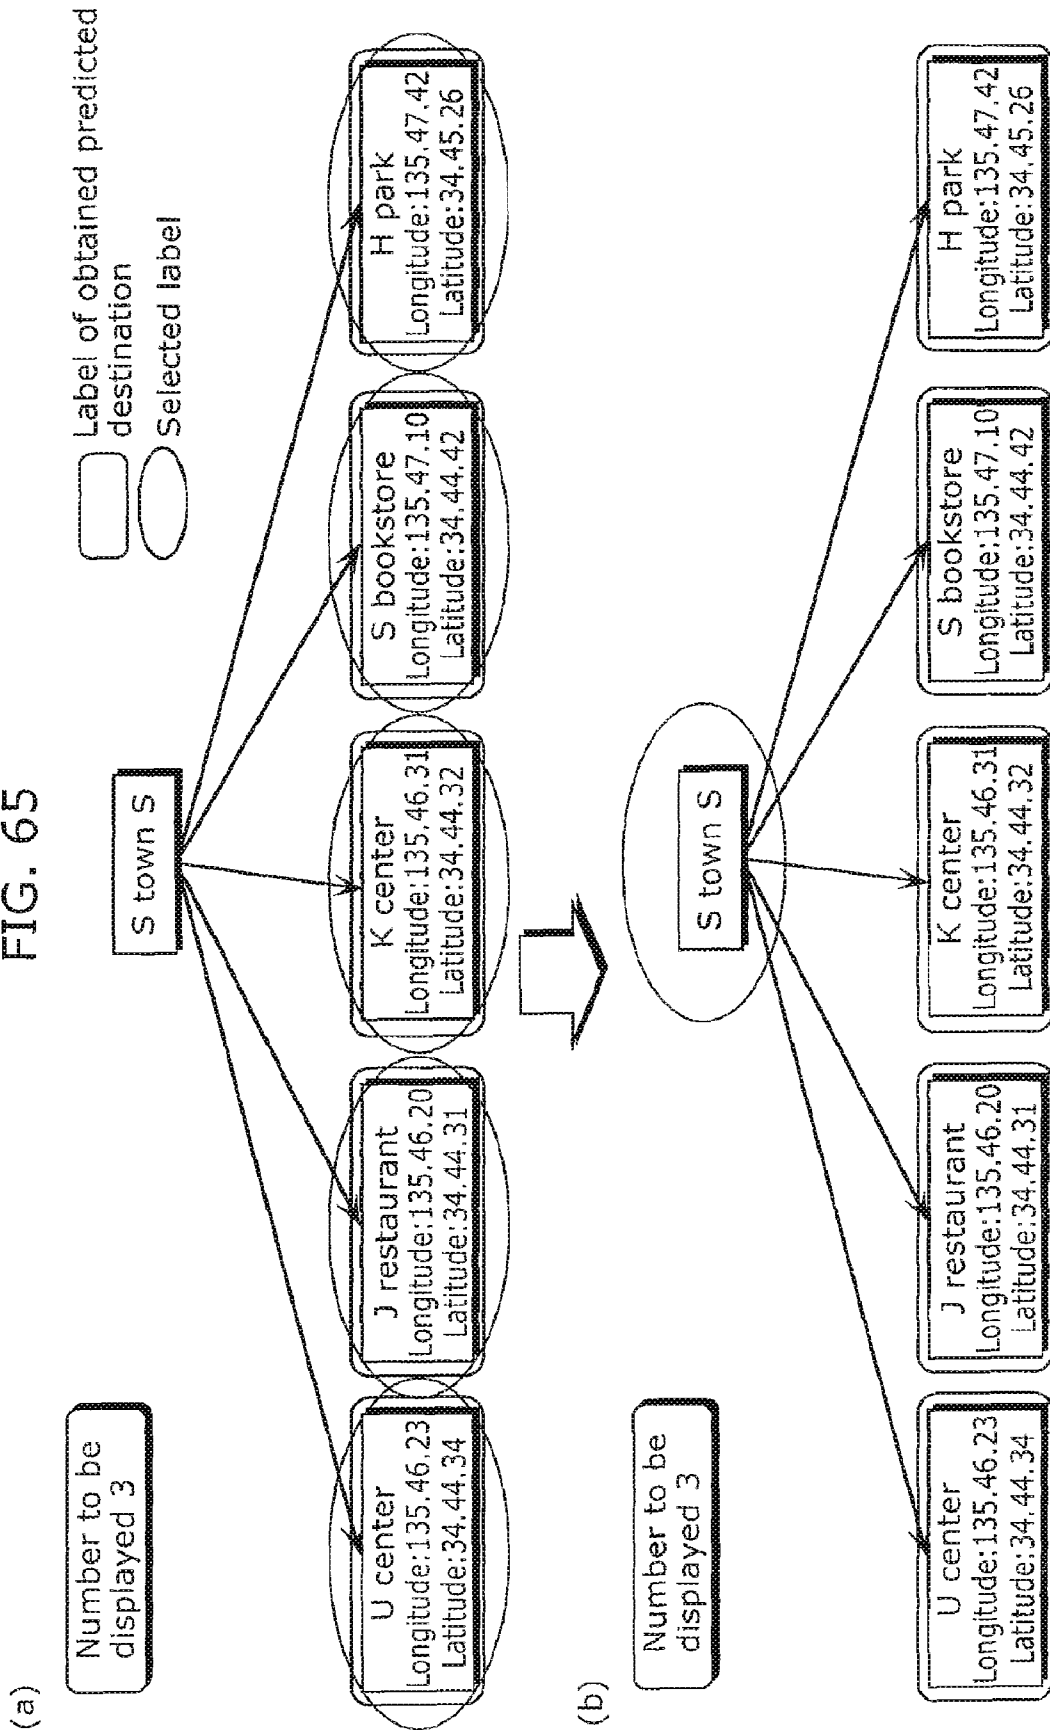 FIG. 65
(a)
Number to be
displayed 3
Label of obtained predicted
destination
Selected label
S town S
U center
Longitude:135.46.23
Latitude:34.44.34
J restaurant
Longitude:135.46.20
Latitude:34.44.31
K center
Longitude:135.46.31
Latitude:34.44.32
S bookstore
Longitude:135.47.10
Latitude:34.44.42
H park
Longitude:135.47.42
Latitude:34.45.26
(b)
Number to be
displayed 3
S town S
U center
Longitude:135.46.23
Latitude:34.44.34
J restaurant
Longitude:135.46.20
Latitude:34.44.31
K center
Longitude:135.46.31
Latitude:34.44.32
S bookstore
Longitude:135.47.10
Latitude:34.44.42
H park
Longitude:135.47.42
Latitude:34.45.26